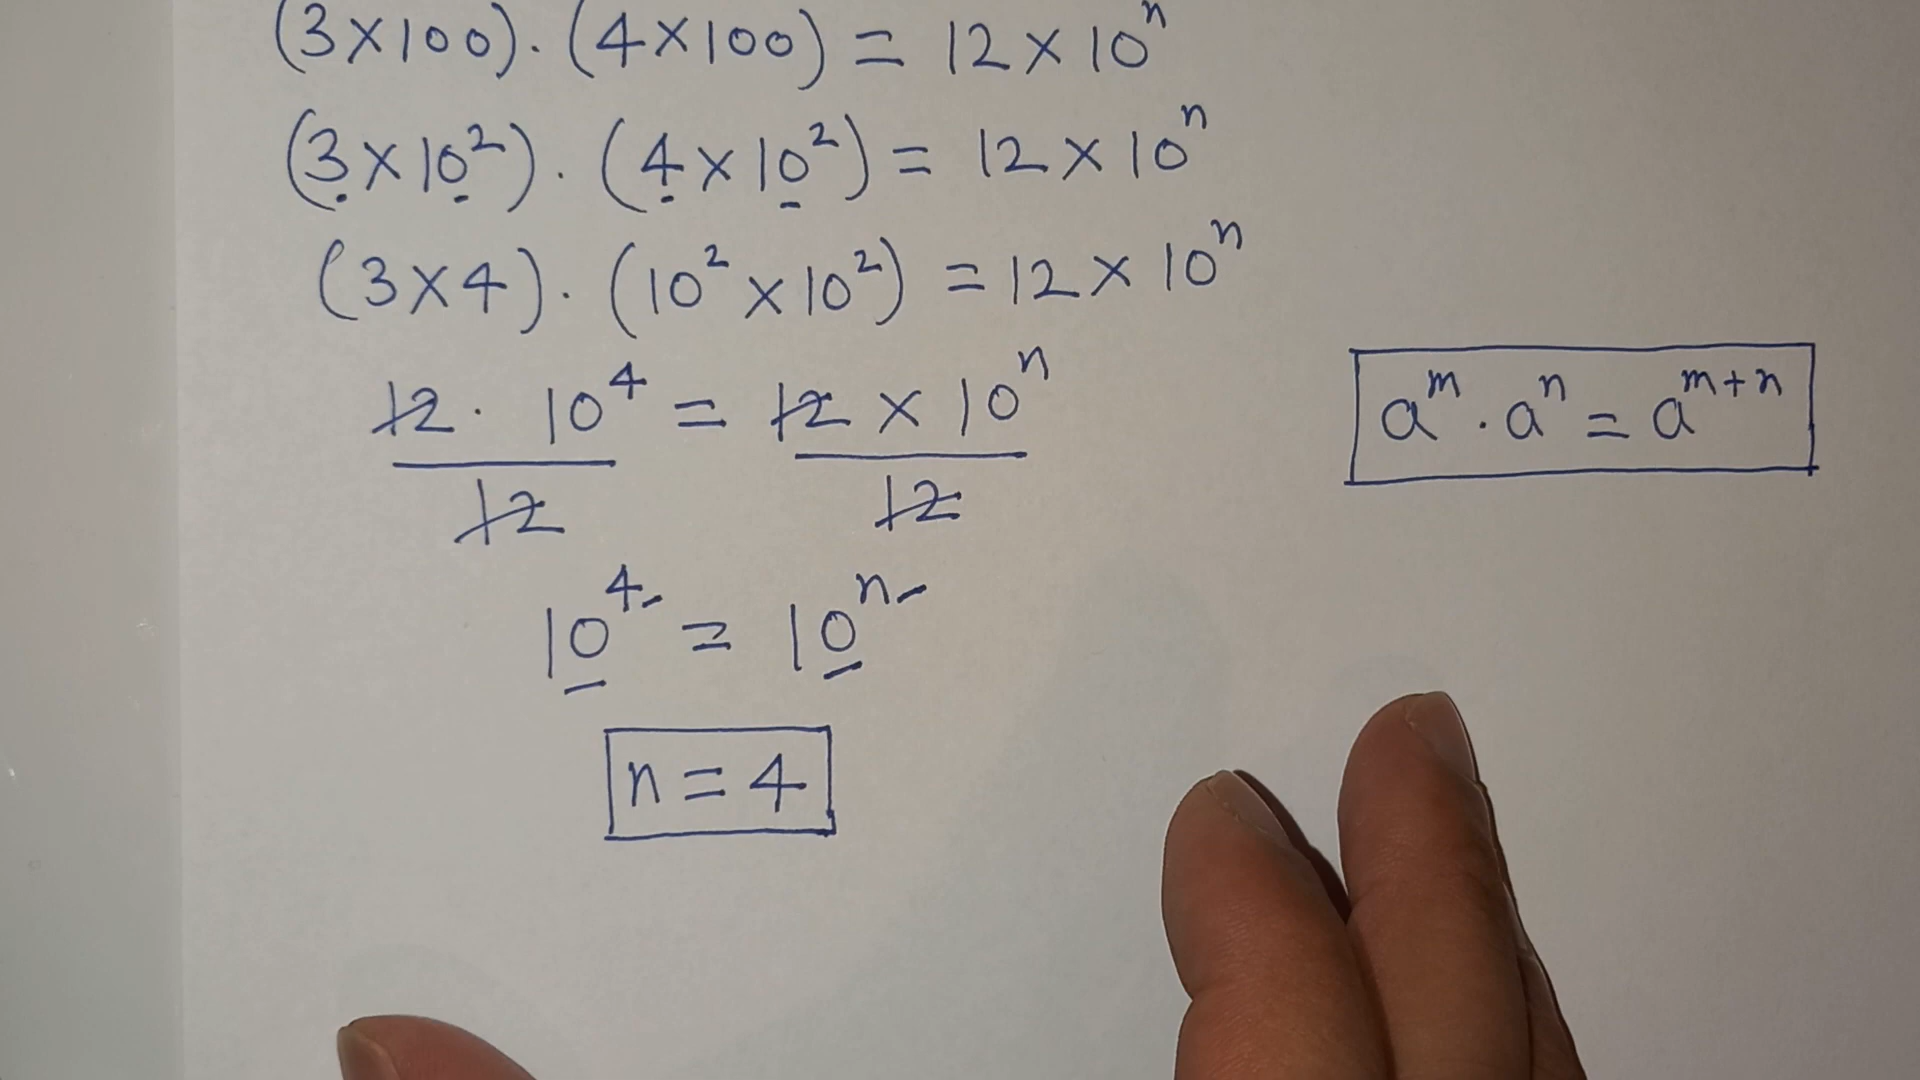 (3×100)·(4×100) = 12×10ⁿ
(3×10²)·(4×10²) = 12×10ⁿ
(3×4)·(10²×10²) = 12×10ⁿ
12·10⁴/12 = 12×10ⁿ/12
aᵐ·aⁿ = aᵐ⁺ⁿ
10⁴ = 10ⁿ
n = 4